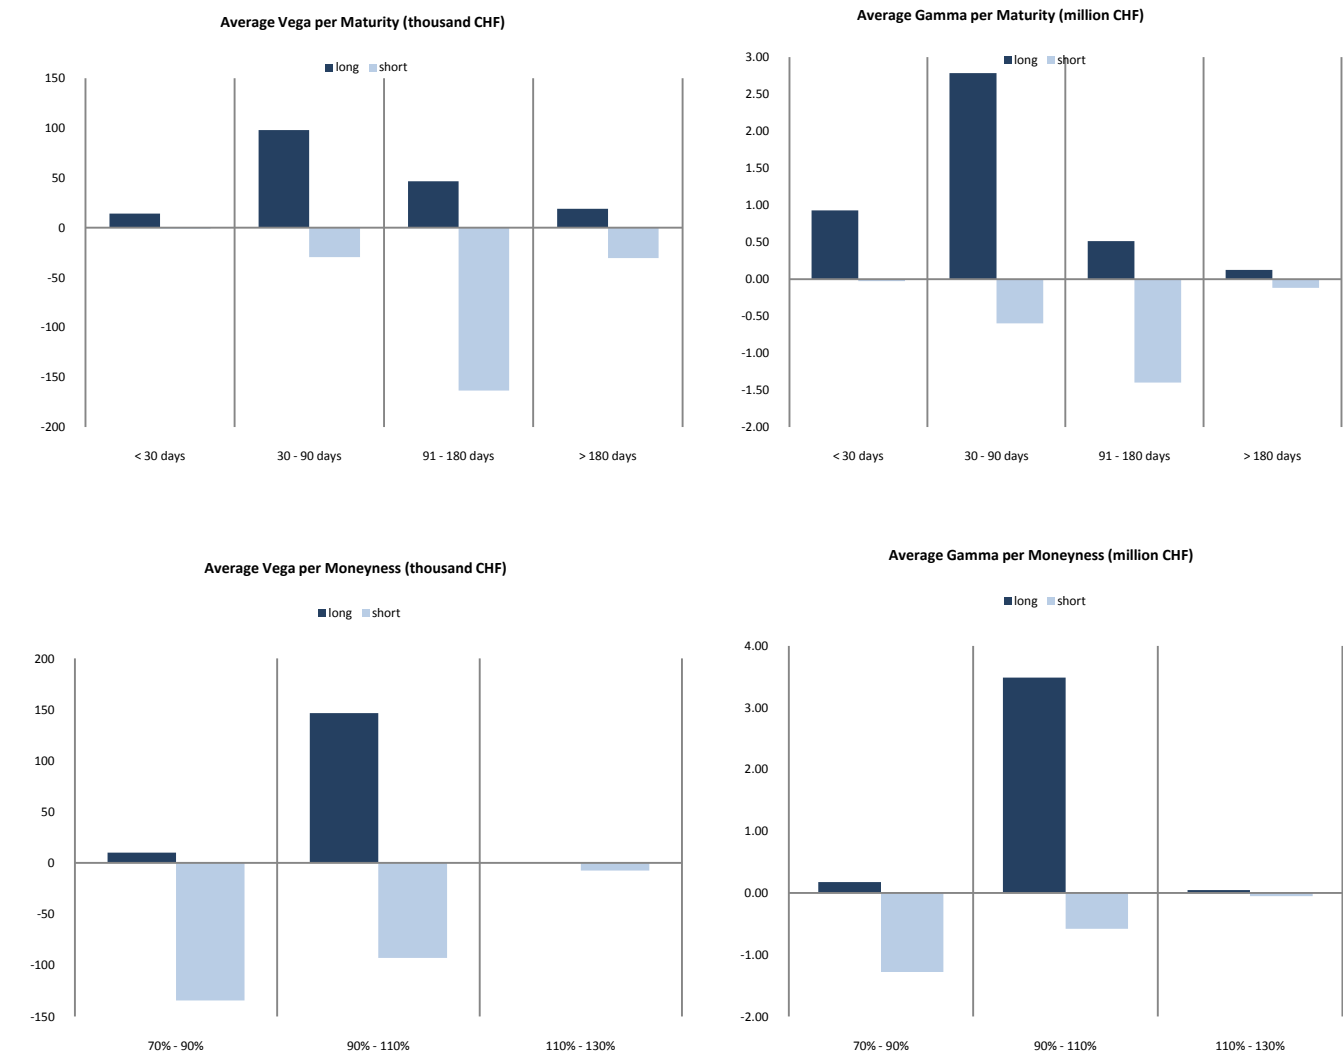 Average Vega per Maturity (thousand CHF)
long short
150
100
50
0
-50
-100
-150
-200
< 30 days 30 - 90 days 91 - 180 days > 180 days
Average Gamma per Maturity (million CHF)
long short
3.00
2.50
2.00
1.50
1.00
0.50
0.00
-0.50
-1.00
-1.50
-2.00
< 30 days 30 - 90 days 91 - 180 days > 180 days
Average Vega per Moneyness (thousand CHF)
long short
200
150
100
50
0
-50
-100
-150
70% - 90% 90% - 110% 110% - 130%
Average Gamma per Moneyness (million CHF)
long short
4.00
3.00
2.00
1.00
0.00
-1.00
-2.00
70% - 90% 90% - 110% 110% - 130%